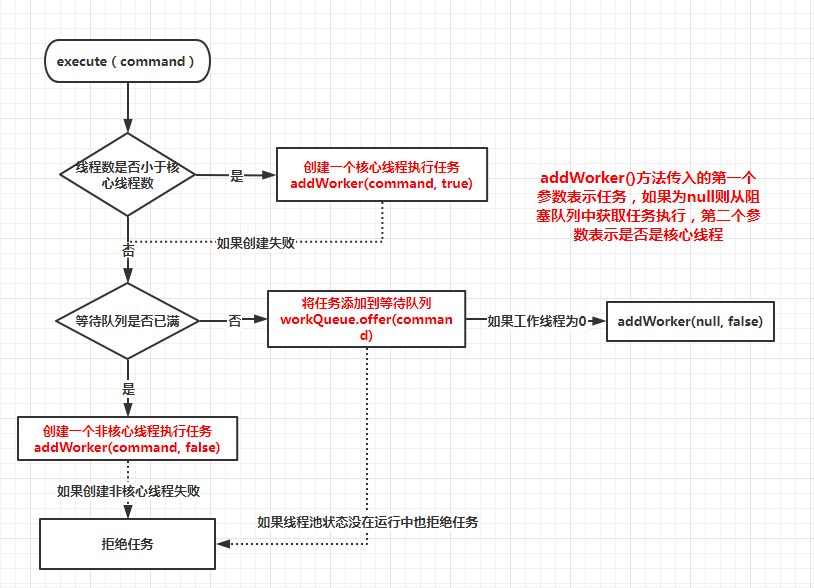 execute（command）
线程数是否小于核
心线程数
是
创建一个核心线程执行任务
addWorker(command, true)
addWorker()方法传入的第一个
参数表示任务，如果为null则从阻
塞队列中获取任务执行，第二个参
数表示是否是核心线程
如果创建失败
否
等待队列是否已满
否
将任务添加到等待队列
workQueue.offer(comman
d)
如果工作线程为0
addWorker(null, false)
是
创建一个非核心线程执行任务
addWorker(command, false)
如果创建非核心线程失败
如果线程池状态没在运行中也拒绝任务
拒绝任务